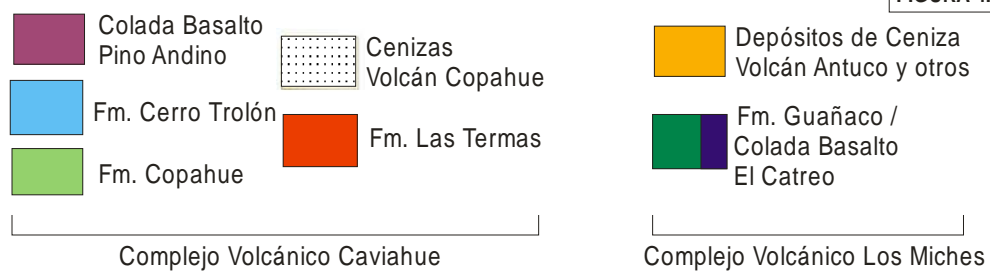 FIGURA
Colada Basalto
Pino Andino
Cenizas
Volcán Copahue
Fm. Cerro Trolón
Fm. Las Termas
Fm. Copahue
Complejo Volcánico Caviahue
Depósitos de Ceniza
Volcán Antuco y otros
Fm. Guañaco /
Colada Basalto
El Catreo
Complejo Volcánico Los Miches